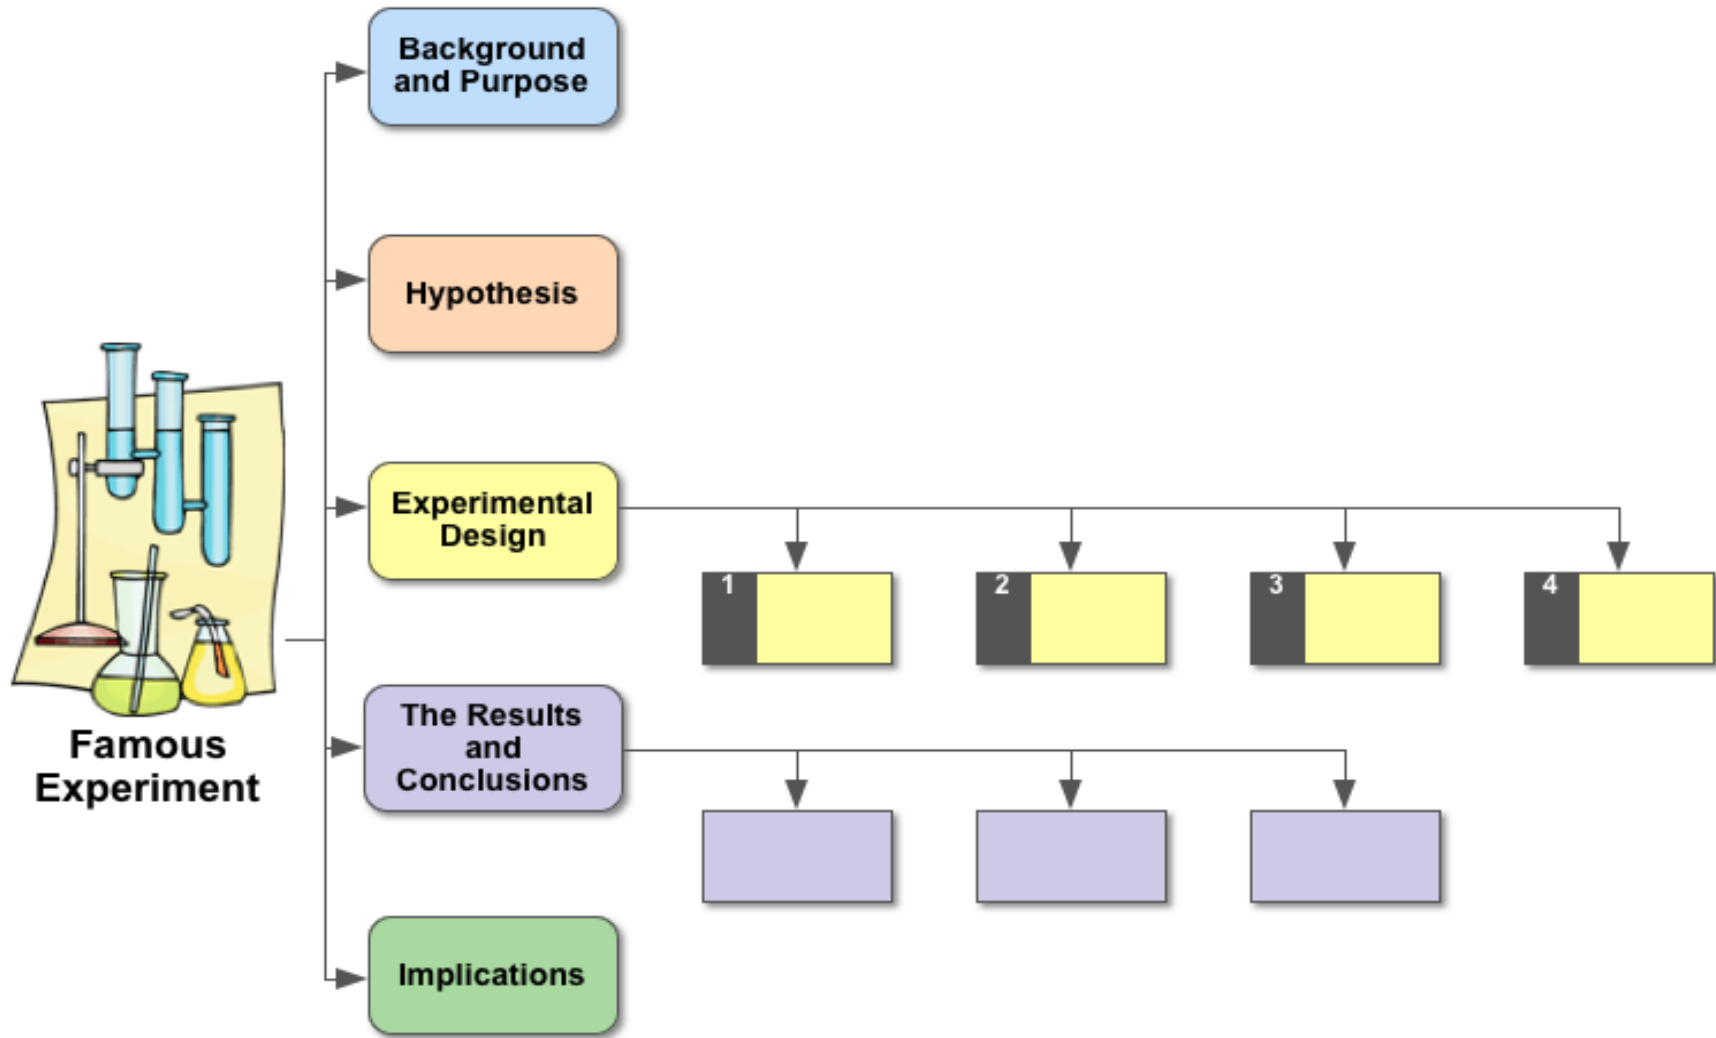 Background
and Purpose
Hypothesis
Experimental
Design
1
2
3
4
The Results
and
Conclusions
Famous
Experiment
Implications